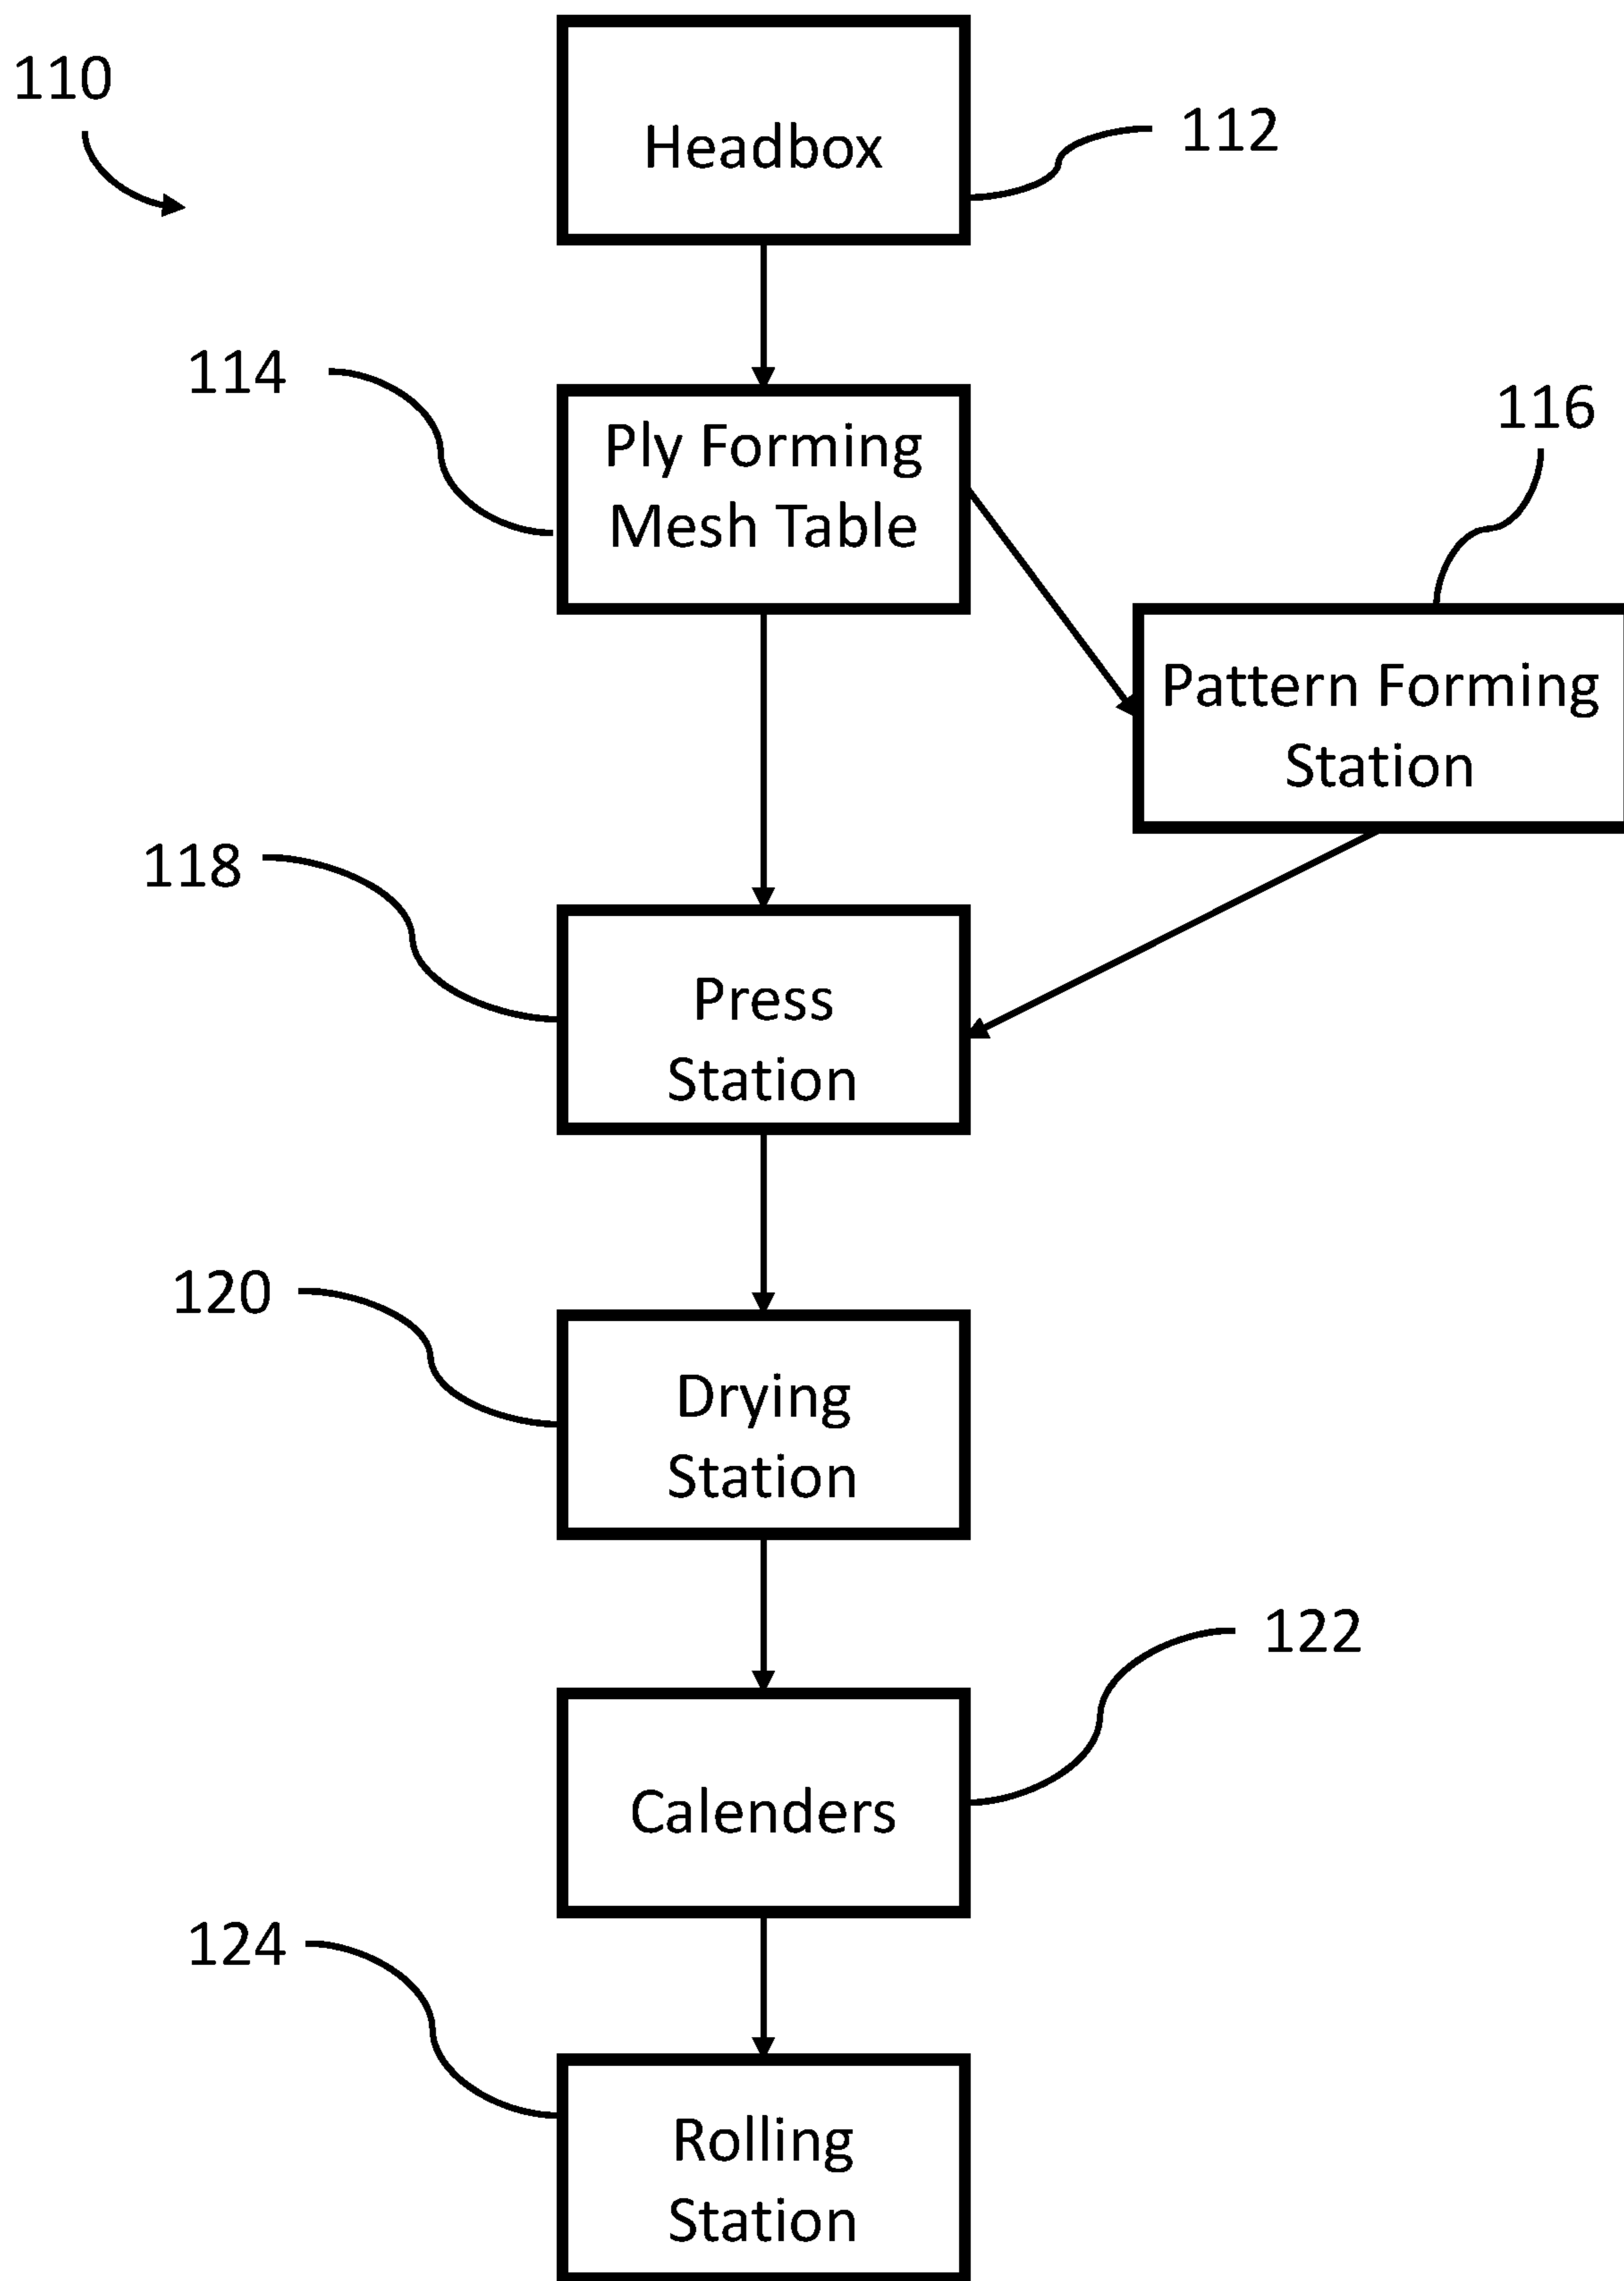 110
Headbox
112
114
Ply Forming
Mesh Table
116
Pattern Forming
Station
118
Press
Station
120
Drying
Station
122
Calenders
124
Rolling
Station